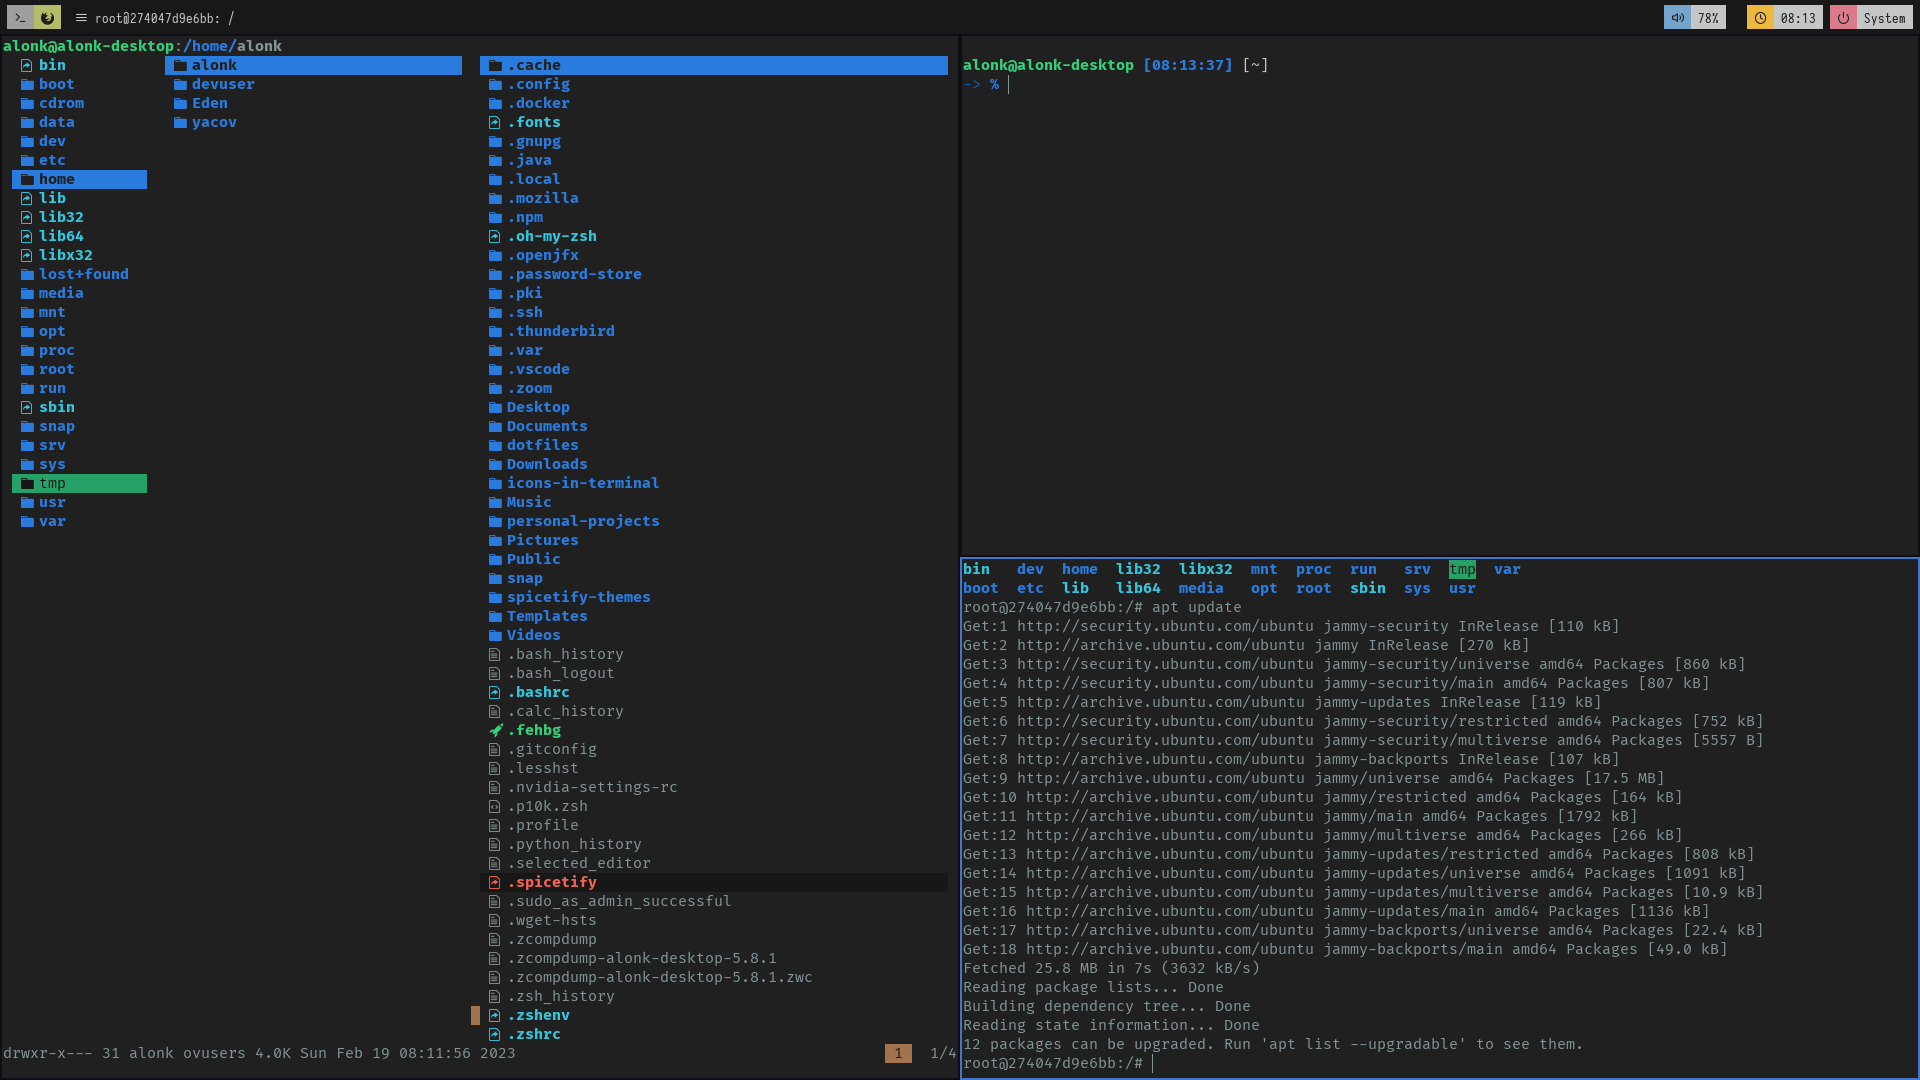 root@274047d9e6bb: /
78%
08:13
System
alonk@alonk-desktop:/home/alonk
bin
boot
cdrom
data
dev
etc
home
lib
lib32
lib64
libx32
lost+found
media
mnt
opt
proc
root
run
sbin
snap
srv
sys
tmp
usr
var
alonk
devuser
Eden
yacov
.cache
.config
.docker
.fonts
.gnupg
.java
.local
.mozilla
.npm
.oh-my-zsh
.openjfx
.password-store
.pki
.ssh
.thunderbird
.var
.vscode
.zoom
Desktop
Documents
dotfiles
Downloads
icons-in-terminal
Music
personal-projects
Pictures
Public
snap
spicetify-themes
Templates
Videos
.bash_history
.bash_logout
.bashrc
.calc_history
.fehbg
.gitconfig
.lesshst
.nvidia-settings-rc
.p10k.zsh
.profile
.python_history
.selected_editor
.spicetify
.sudo_as_admin_successful
.wget-hsts
.zcompdump
.zcompdump-alonk-desktop-5.8.1
.zcompdump-alonk-desktop-5.8.1.zwc
.zsh_history
.zshenv
.zshrc
drwxr-x--- 31 alonk ovusers 4.0K Sun Feb 19 08:11:56 2023 1 1/4
alonk@alonk-desktop [08:13:37] [~]
-> %
bin dev home lib32 libx32 mnt proc run srv tmp var
boot etc lib lib64 media opt root sbin sys usr
root@274047d9e6bb:/# apt update
Get:1 http://security.ubuntu.com/ubuntu jammy-security InRelease [110 kB]
Get:2 http://archive.ubuntu.com/ubuntu jammy InRelease [270 kB]
Get:3 http://security.ubuntu.com/ubuntu jammy-security/universe amd64 Packages [860 kB]
Get:4 http://security.ubuntu.com/ubuntu jammy-security/main amd64 Packages [807 kB]
Get:5 http://archive.ubuntu.com/ubuntu jammy-updates InRelease [119 kB]
Get:6 http://security.ubuntu.com/ubuntu jammy-security/restricted amd64 Packages [752 kB]
Get:7 http://security.ubuntu.com/ubuntu jammy-security/multiverse amd64 Packages [5557 B]
Get:8 http://archive.ubuntu.com/ubuntu jammy-backports InRelease [107 kB]
Get:9 http://archive.ubuntu.com/ubuntu jammy/universe amd64 Packages [17.5 MB]
Get:10 http://archive.ubuntu.com/ubuntu jammy/restricted amd64 Packages [164 kB]
Get:11 http://archive.ubuntu.com/ubuntu jammy/main amd64 Packages [1792 kB]
Get:12 http://archive.ubuntu.com/ubuntu jammy/multiverse amd64 Packages [266 kB]
Get:13 http://archive.ubuntu.com/ubuntu jammy-updates/restricted amd64 Packages [808 kB]
Get:14 http://archive.ubuntu.com/ubuntu jammy-updates/universe amd64 Packages [1091 kB]
Get:15 http://archive.ubuntu.com/ubuntu jammy-updates/multiverse amd64 Packages [10.9 kB]
Get:16 http://archive.ubuntu.com/ubuntu jammy-updates/main amd64 Packages [1136 kB]
Get:17 http://archive.ubuntu.com/ubuntu jammy-backports/universe amd64 Packages [22.4 kB]
Get:18 http://archive.ubuntu.com/ubuntu jammy-backports/main amd64 Packages [49.0 kB]
Fetched 25.8 MB in 7s (3632 kB/s)
Reading package lists... Done
Building dependency tree... Done
Reading state information... Done
12 packages can be upgraded. Run 'apt list --upgradable' to see them.
root@274047d9e6bb:/#